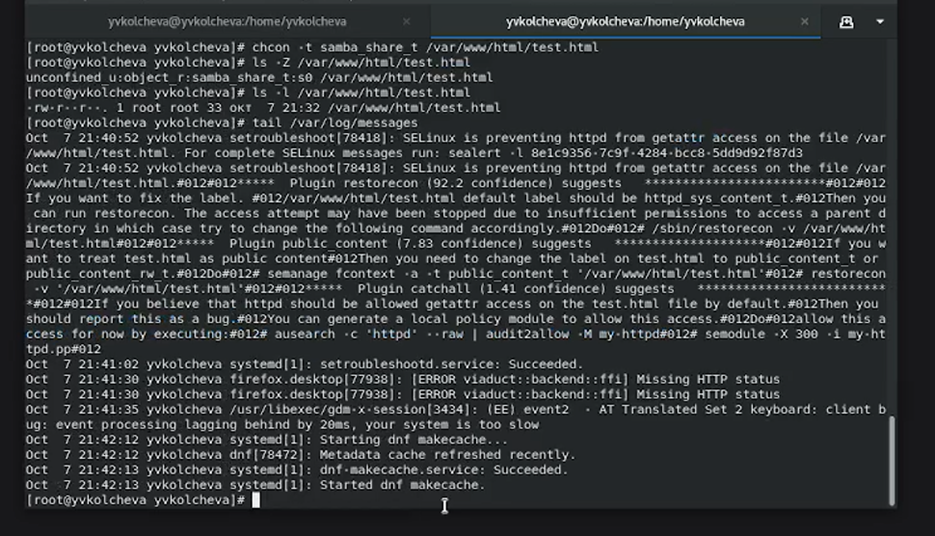 yvkolcheva@yvkolcheva:/home/yvkolcheva × yvkolcheva@yvkolcheva:/home/yvkolcheva ×
[root@yvkolcheva yvkolcheva]# chcon -t samba_share_t /var/www/html/test.html
[root@yvkolcheva yvkolcheva]# ls -Z /var/www/html/test.html
unconfined_u:object_r:samba_share_t:s0 /var/www/html/test.html
[root@yvkolcheva yvkolcheva]# ls -l /var/www/html/test.html
-rw-r--r--. 1 root root 33 окт  7 21:32 /var/www/html/test.html
[root@yvkolcheva yvkolcheva]# tail /var/log/messages
Oct  7 21:40:52 yvkolcheva setroubleshoot[78418]: SELinux is preventing httpd from getattr access on the file /var
/www/html/test.html. For complete SELinux messages run: sealert -l 8e1c9356-7c9f-4284-bcc8-5dd9d92f87d3
Oct  7 21:40:52 yvkolcheva setroubleshoot[78418]: SELinux is preventing httpd from getattr access on the file /var
/www/html/test.html.#012#012*****  Plugin restorecon (92.2 confidence) suggests   ************************#012#012
If you want to fix the label. #012/var/www/html/test.html default label should be httpd_sys_content_t.#012Then you
 can run restorecon. The access attempt may have been stopped due to insufficient permissions to access a parent d
irectory in which case try to change the following command accordingly.#012Do#012# /sbin/restorecon -v /var/www/ht
ml/test.html#012#012*****  Plugin public_content (7.83 confidence) suggests   ********************#012#012If you w
ant to treat test.html as public content#012Then you need to change the label on test.html to public_content_t or
public_content_rw_t.#012Do#012# semanage fcontext -a -t public_content_t '/var/www/html/test.html'#012# restorecon
 -v '/var/www/html/test.html'#012#012*****  Plugin catchall (1.41 confidence) suggests   *************************
*#012#012If you believe that httpd should be allowed getattr access on the test.html file by default.#012Then you
should report this as a bug.#012You can generate a local policy module to allow this access.#012Do#012allow this a
ccess for now by executing:#012# ausearch -c 'httpd' --raw | audit2allow -M my-httpd#012# semodule -X 300 -i my-ht
tpd.pp#012
Oct  7 21:41:02 yvkolcheva systemd[1]: setroubleshootd.service: Succeeded.
Oct  7 21:41:30 yvkolcheva firefox.desktop[77938]: [ERROR viaduct::backend::ffi] Missing HTTP status
Oct  7 21:41:30 yvkolcheva firefox.desktop[77938]: [ERROR viaduct::backend::ffi] Missing HTTP status
Oct  7 21:41:35 yvkolcheva /usr/libexec/gdm-x-session[3434]: (EE) event2  - AT Translated Set 2 keyboard: client b
ug: event processing lagging behind by 20ms, your system is too slow
Oct  7 21:42:12 yvkolcheva systemd[1]: Starting dnf makecache...
Oct  7 21:42:12 yvkolcheva dnf[78472]: Metadata cache refreshed recently.
Oct  7 21:42:13 yvkolcheva systemd[1]: dnf-makecache.service: Succeeded.
Oct  7 21:42:13 yvkolcheva systemd[1]: Started dnf makecache.
[root@yvkolcheva yvkolcheva]#